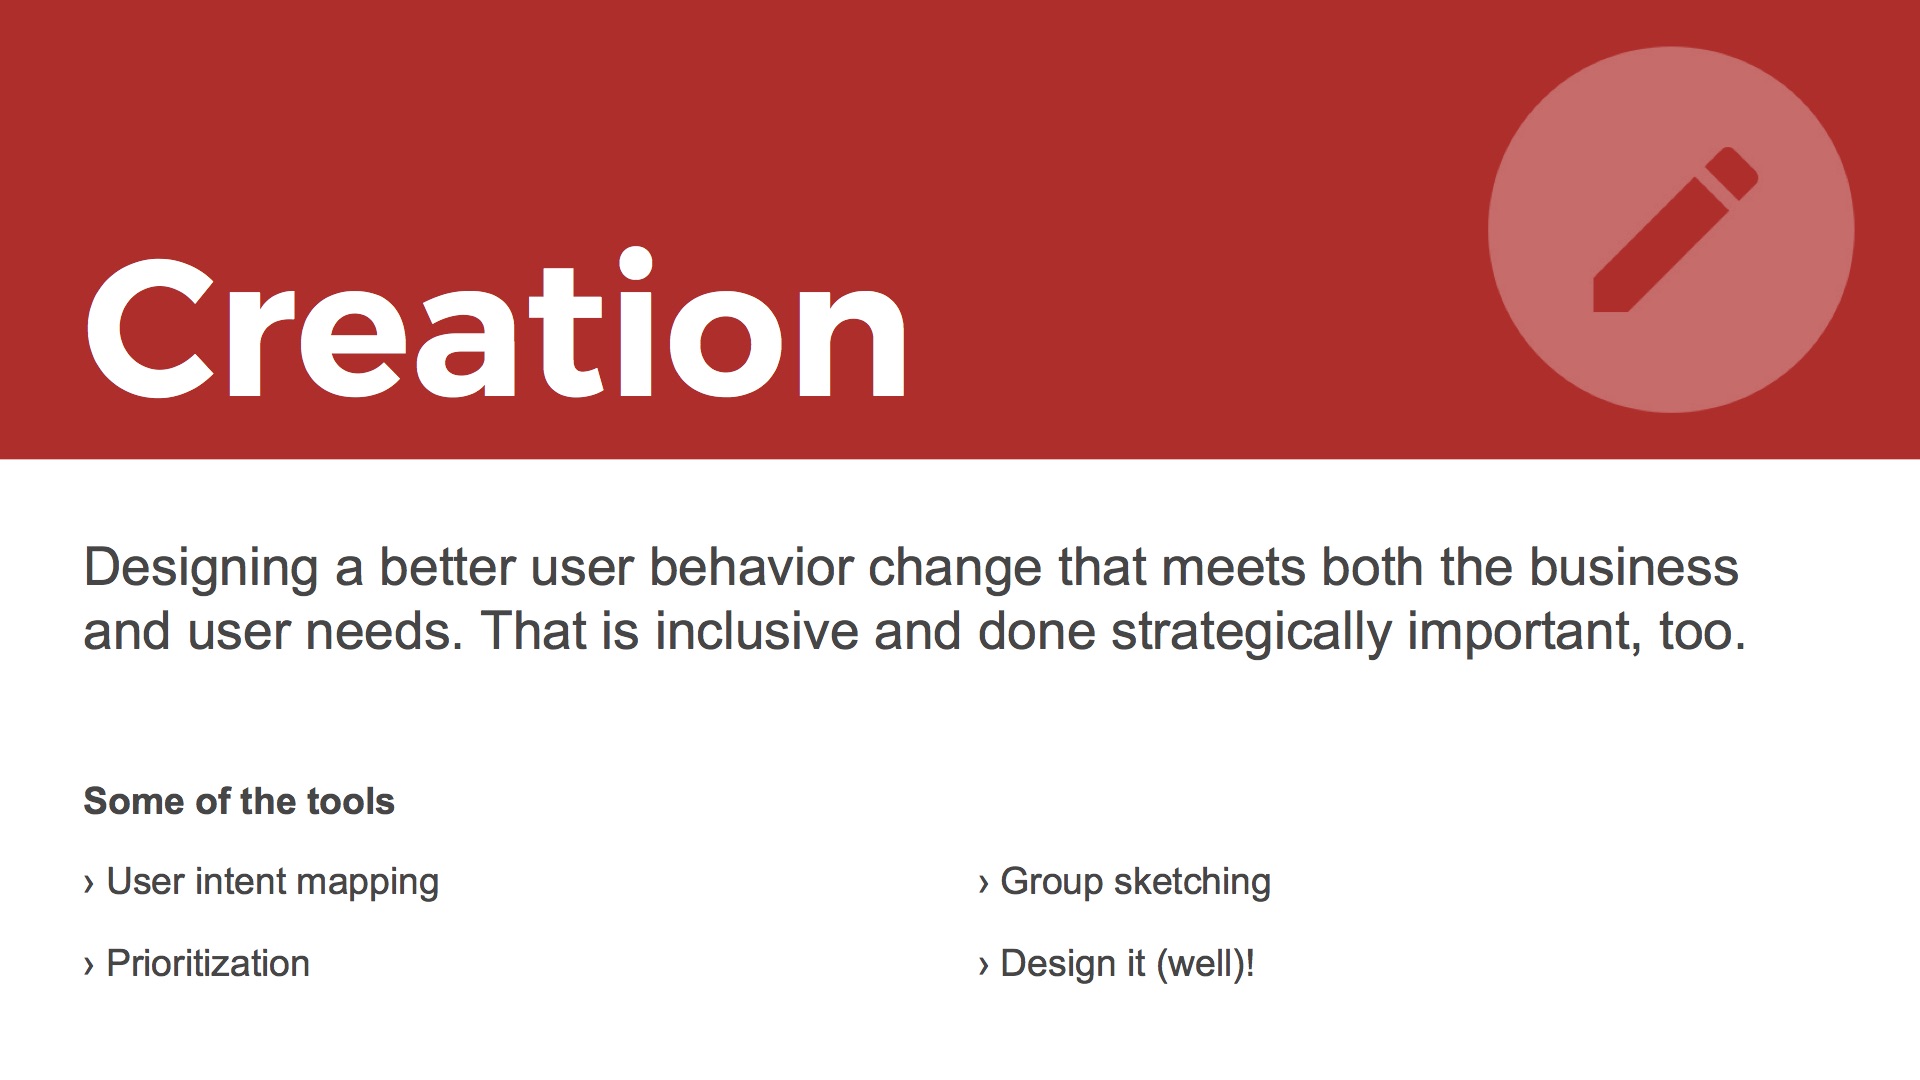 Creation
Designing a better user behavior change that meets both the business
and user needs. That is inclusive and done strategically important, too.
Some of the tools
› User intent mapping
› Prioritization
› Group sketching
› Design it (well)!